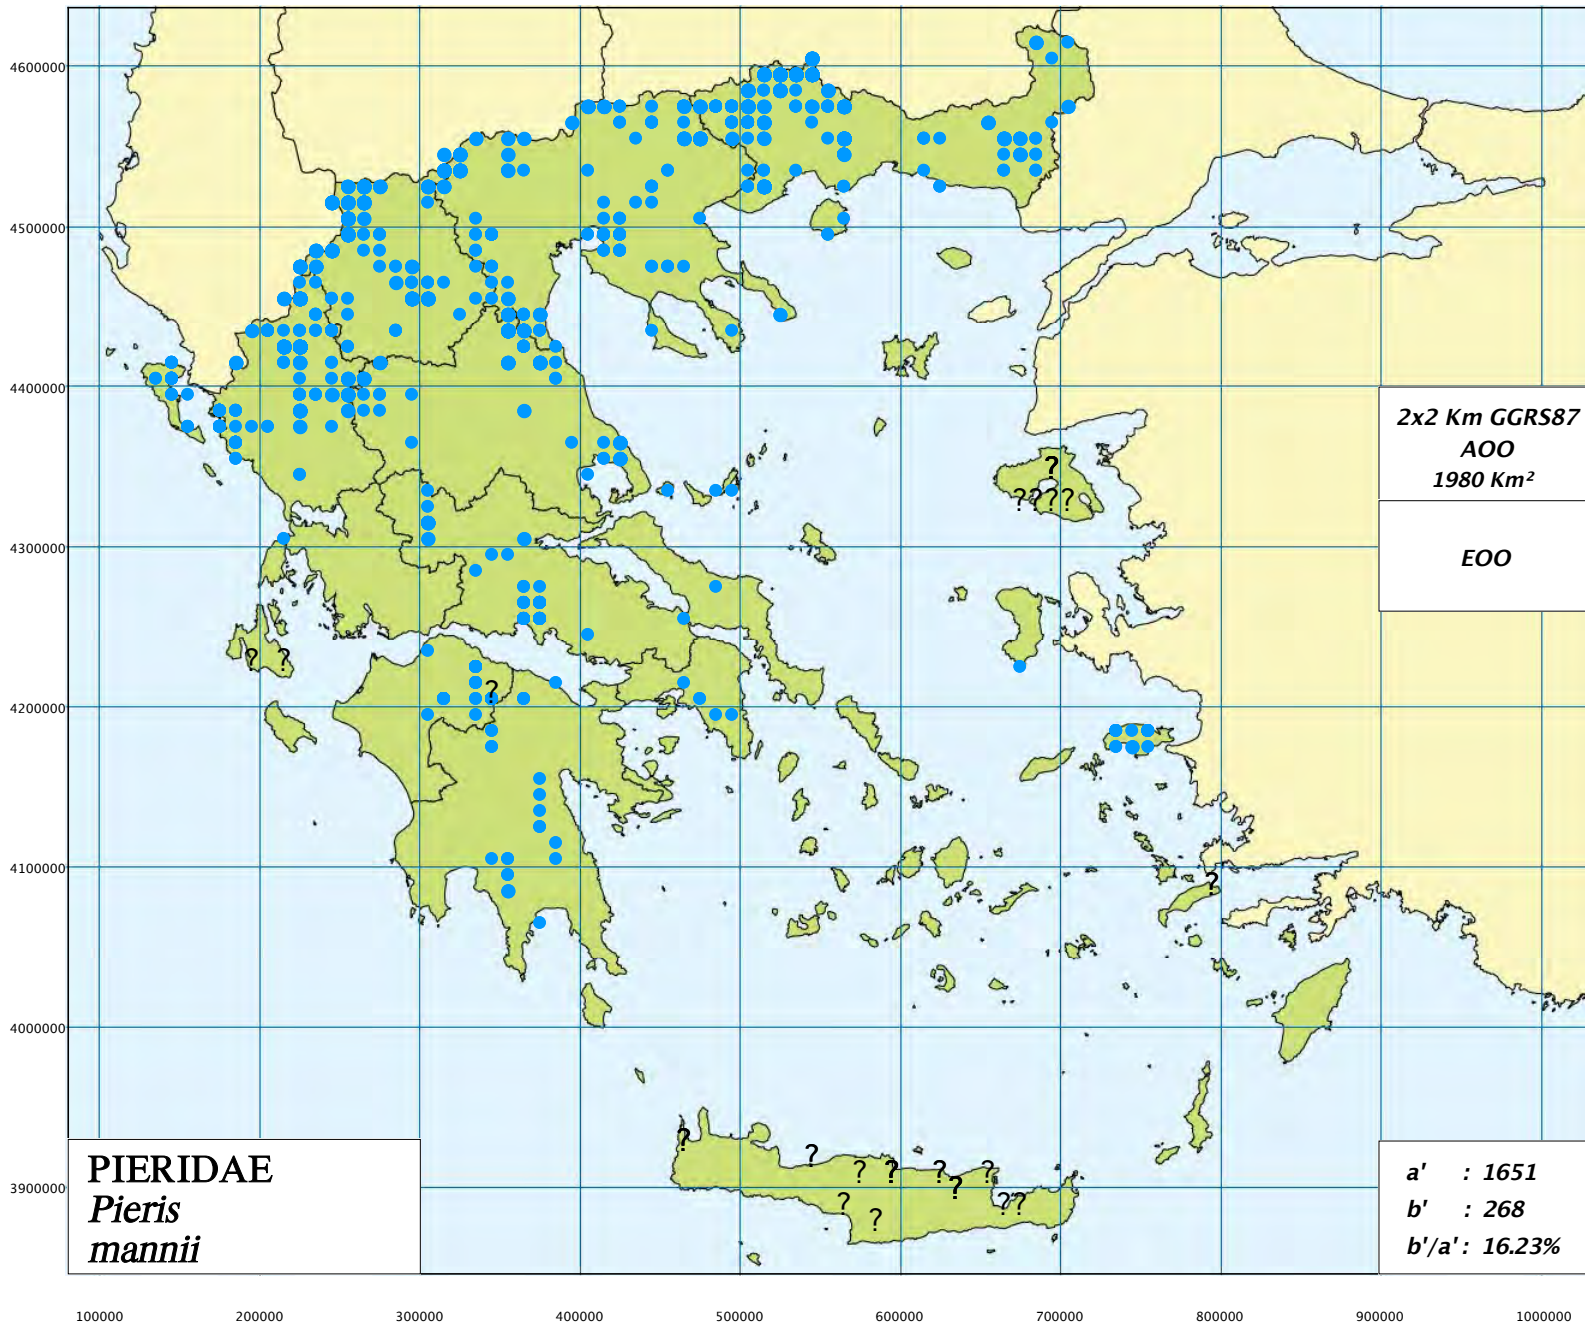 4600000
4500000
4400000
4300000
4200000
4100000
4000000
3900000
2x2 Km GGRS87
AOO
1980 Km²
EOO
?
????
? ?
?
?
?
? ? ? ? ?
? ? ? ??
?
PIERIDAE
Pieris
mannii
a' : 1651
b' : 268
b'/a' : 16.23%
100000 200000 300000 400000 500000 600000 700000 800000 900000 1000000